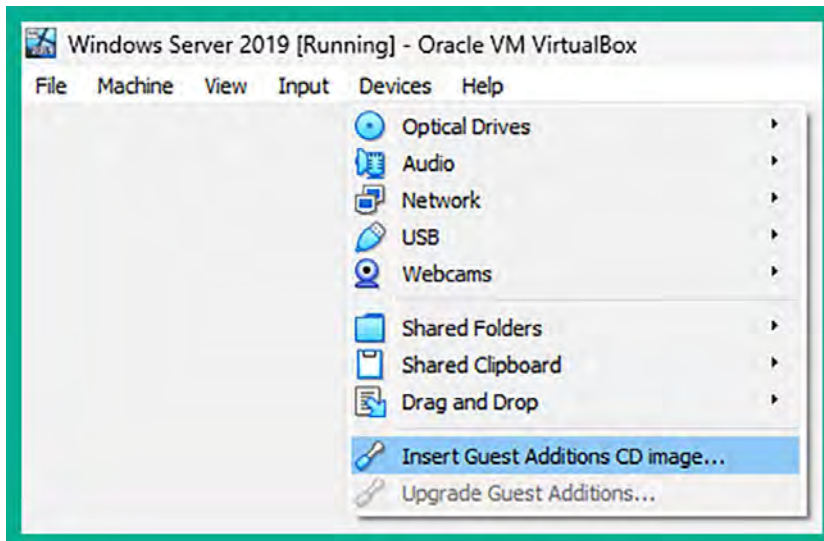 Windows Server 2019 [Running] - Oracle VM VirtualBox
File Machine View Input Devices Help
Optical Drives
Audio
Network
USB
Webcams
Shared Folders
Shared Clipboard
Drag and Drop
Insert Guest Additions CD image...
Upgrade Guest Additions...